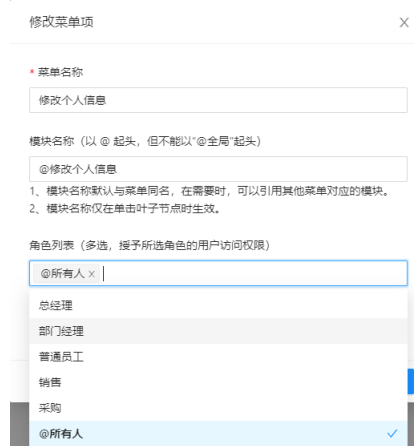 修改菜单项
* 菜单名称
修改个人信息
模块名称（以 @ 起头，但不能以"@全局"起头）
@修改个人信息
1、模块名称默认与菜单同名，在需要时，可以引用其他菜单对应的模块。
2、模块名称仅在单击叶子节点时生效。
角色列表（多选，授予所选角色的用户访问权限）
@所有人 x
总经理
部门经理
普通员工
销售
采购
@所有人